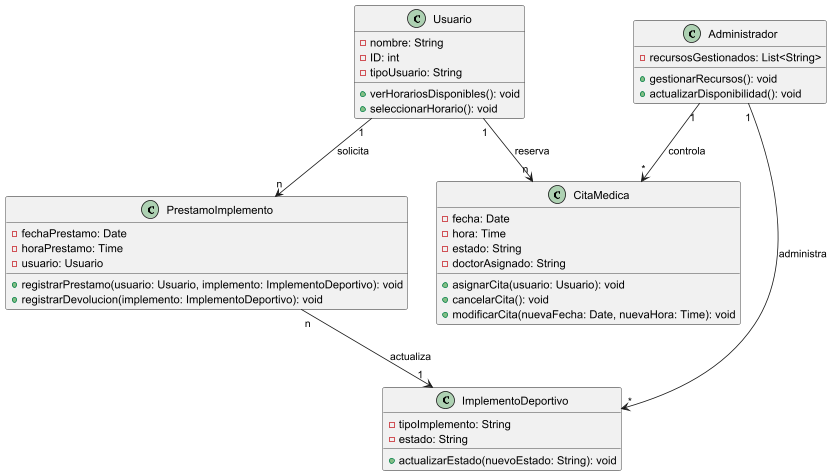 C Usuario
nombre: String
ID: int
tipoUsuario: String
verHorariosDisponibles(): void
seleccionarHorario(): void
C Administrador
recursosGestionados: List<String>
gestionarRecursos(): void
actualizarDisponibilidad(): void
1
1
1
1
solicita
reserva
controla
n
n
*
C PrestamoImplemento
fechaPrestamo: Date
horaPrestamo: Time
usuario: Usuario
registrarPrestamo(usuario: Usuario, implemento: ImplementoDeportivo): void
registrarDevolucion(implemento: ImplementoDeportivo): void
C CitaMedica
fecha: Date
hora: Time
estado: String
doctorAsignado: String
asignarCita(usuario: Usuario): void
cancelarCita(): void
modificarCita(nuevaFecha: Date, nuevaHora: Time): void
administra
n
actualiza
1
*
C ImplementoDeportivo
tipoImplemento: String
estado: String
actualizarEstado(nuevoEstado: String): void